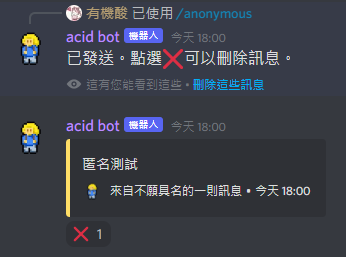 有機酸 已使用 /anonymous
acid bot 機器人 今天 18:00
已發送。點選❌可以刪除訊息。
這有您能看到這些 • 刪除這些訊息
acid bot 機器人 今天 18:00
匿名測試
來自不願具名的一則訊息 • 今天 18:00
❌ 1